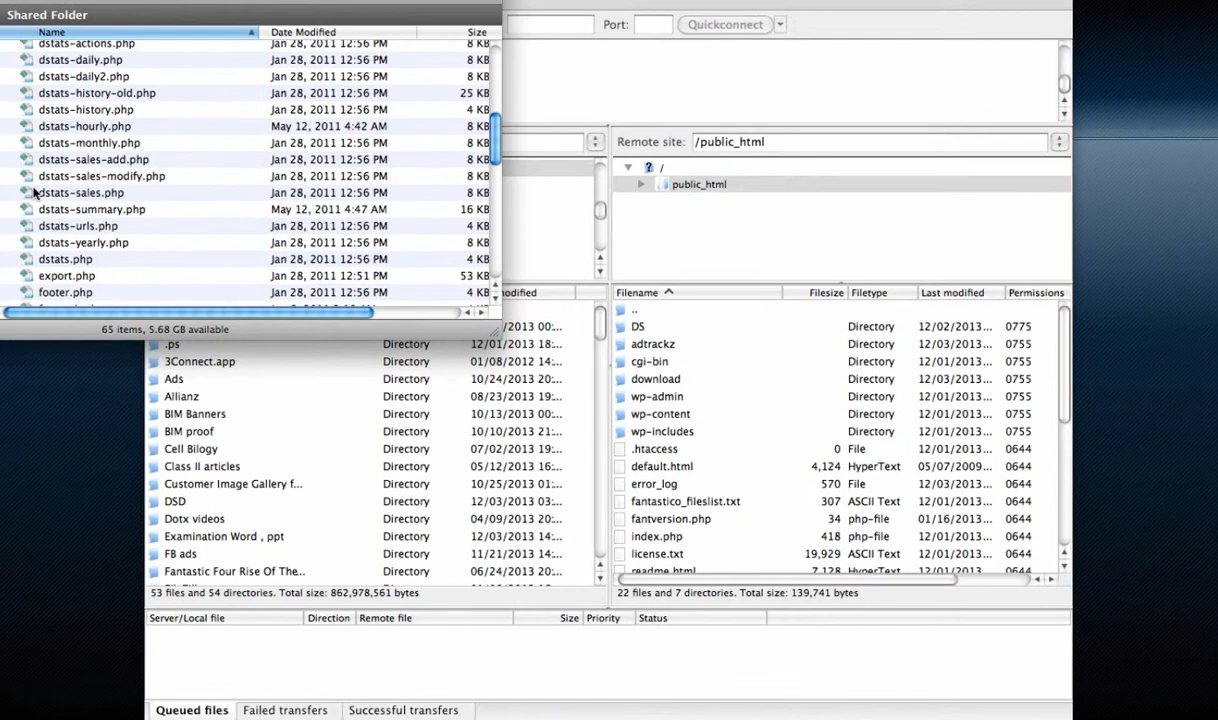 Shared Folder
Name Date Modified Size
dstats-actions.php Jan 28, 2011 12:56 PM 8 KB
dstats-daily.php Jan 28, 2011 12:56 PM 8 KB
dstats-daily2.php Jan 28, 2011 12:56 PM 8 KB
dstats-history-old.php Jan 28, 2011 12:56 PM 25 KB
dstats-history.php Jan 28, 2011 12:56 PM 4 KB
dstats-hourly.php May 12, 2011 4:42 AM 8 KB
dstats-monthly.php Jan 28, 2011 12:56 PM 8 KB
dstats-sales-add.php Jan 28, 2011 12:56 PM 8 KB
dstats-sales-modify.php Jan 28, 2011 12:56 PM 8 KB
dstats-sales.php Jan 28, 2011 12:56 PM 8 KB
dstats-summary.php May 12, 2011 4:47 AM 16 KB
dstats-urls.php Jan 28, 2011 12:56 PM 4 KB
dstats-yearly.php Jan 28, 2011 12:56 PM 8 KB
dstats.php Jan 28, 2011 12:56 PM 4 KB
export.php Jan 28, 2011 12:51 PM 53 KB
footer.php Jan 28, 2011 12:56 PM 4 KB
65 items, 5.68 GB available
Port: Quickconnect
Remote site: /public_html
/
public_html
odified
2013 00:...
.ps Directory 12/01/2013 18:...
3Connect.app Directory 01/08/2012 14:...
Ads Directory 10/24/2013 20:...
Allianz Directory 08/23/2013 19:...
BIM Banners Directory 10/13/2013 00:...
BIM proof Directory 10/10/2013 21:...
Cell Bilogy Directory 07/02/2013 19:...
Class II articles Directory 05/12/2013 16:...
Customer Image Gallery f... Directory 10/25/2013 01:...
DSD Directory 12/03/2013 03:...
Dotx videos Directory 04/09/2013 20:...
Examination Word , ppt Directory 12/03/2013 14:...
FB ads Directory 11/21/2013 14:...
Fantastic Four Rise Of The... Directory 06/24/2013 20:...
53 files and 54 directories. Total size: 862,978,561 bytes
Filename Filesize Filetype Last modified Permissions
..
DS Directory 12/02/2013... 0775
adtrackz Directory 12/03/2013... 0755
cgi-bin Directory 12/01/2013... 0755
download Directory 12/03/2013... 0755
wp-admin Directory 12/01/2013... 0755
wp-content Directory 12/01/2013... 0755
wp-includes Directory 12/01/2013... 0755
.htaccess 0 File 12/01/2013... 0644
default.html 4,124 HyperText 05/07/2009... 0644
error_log 570 File 12/03/2013... 0644
fantastico_fileslist.txt 307 ASCII Text 12/01/2013... 0644
fantversion.php 34 php-file 01/16/2013... 0644
index.php 418 php-file 12/01/2013... 0644
license.txt 19,929 ASCII Text 12/01/2013... 0644
readme.html 7,128 HyperText 12/01/2013... 0644
22 files and 7 directories. Total size: 139,741 bytes
Server/Local file Direction Remote file Size Priority Status
Queued files Failed transfers Successful transfers